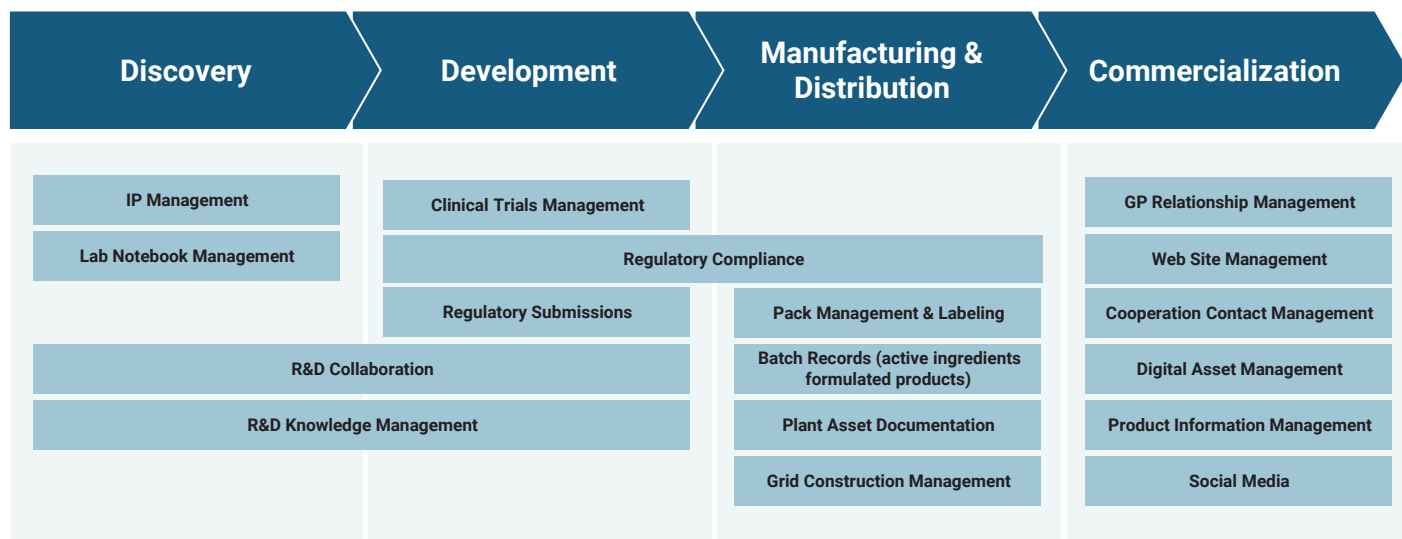 Discovery
Development
Manufacturing &
Distribution
Commercialization
IP Management
Lab Notebook Management
R&D Collaboration
R&D Knowledge Management
Clinical Trials Management
Regulatory Compliance
Regulatory Submissions
Pack Management & Labeling
Batch Records (active ingredients
formulated products)
Plant Asset Documentation
Grid Construction Management
GP Relationship Management
Web Site Management
Cooperation Contact Management
Digital Asset Management
Product Information Management
Social Media